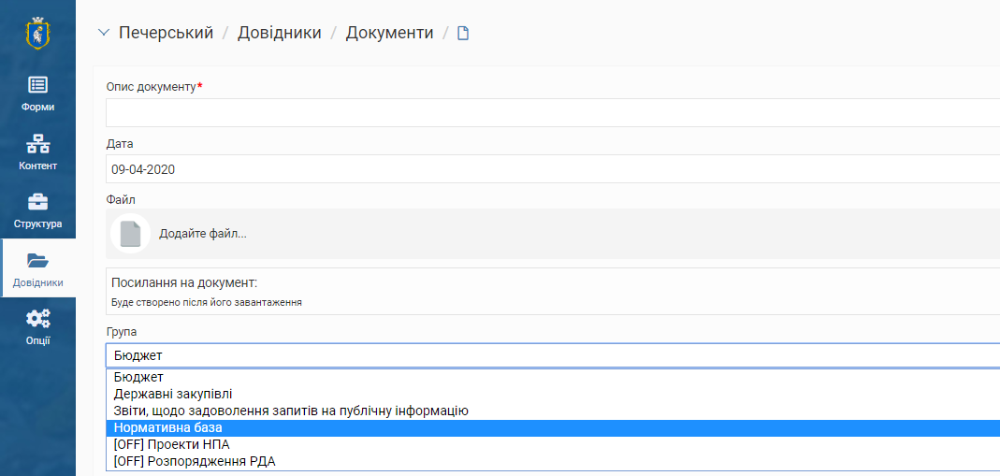 Печерський / Довідники / Документи /
Форми
Контент
Структура
Довідники
Опції
Опис документу*
Дата
09-04-2020
Файл
Додайте файл...
Посилання на документ:
Буде створено після його завантаження
Група
Бюджет
Бюджет
Державні закупівлі
Звіти, щодо задоволення запитів на публічну інформацію
Нормативна база
[OFF] Проекти НПА
[OFF] Розпорядження РДА